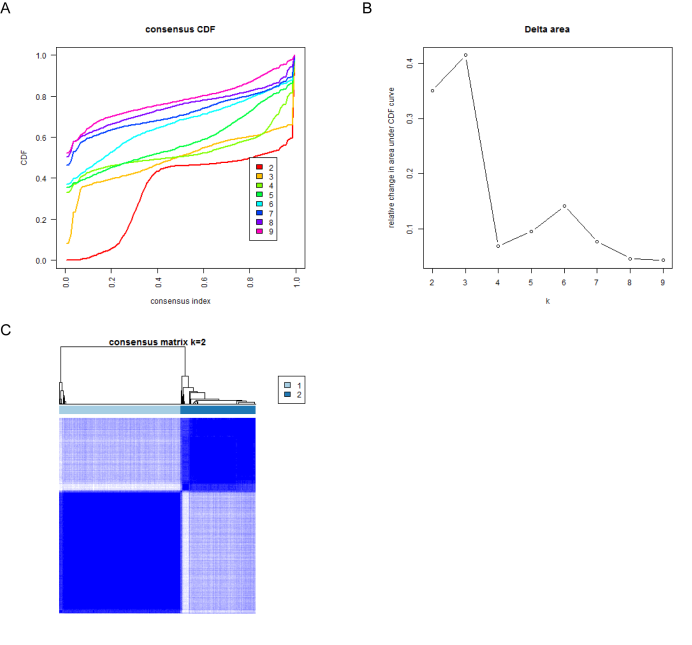 A
consensus CDF
CDF
1.0
0.8
0.6
0.4
0.2
0.0
2
3
4
5
6
7
8
9
0.0
0.2
0.4
0.6
0.8
1.0
consensus index
B
Delta area
relative change in area under CDF curve
0.4
0.3
0.2
0.1
2 3 4 5 6 7 8 9
k
C
consensus matrix k=2
1
2